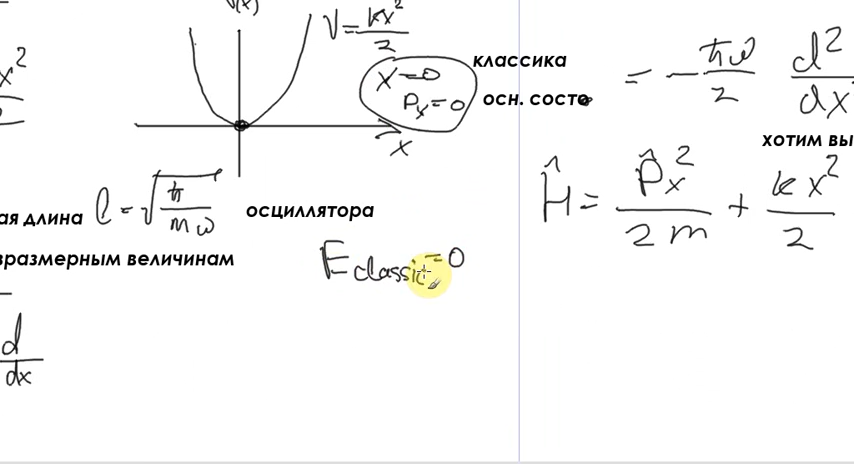 V(x)
V = kx²/2
x²
классика
x=0
Pₓ=0
осн. состо
x
ая длина l = √(ħ/mω) осциллятора
зразмерным величинам
E classic = 0
d/dx
= - ħω/2 d²/dx
хотим вы
Ĥ = P̂ₓ²/2m + kx²/2